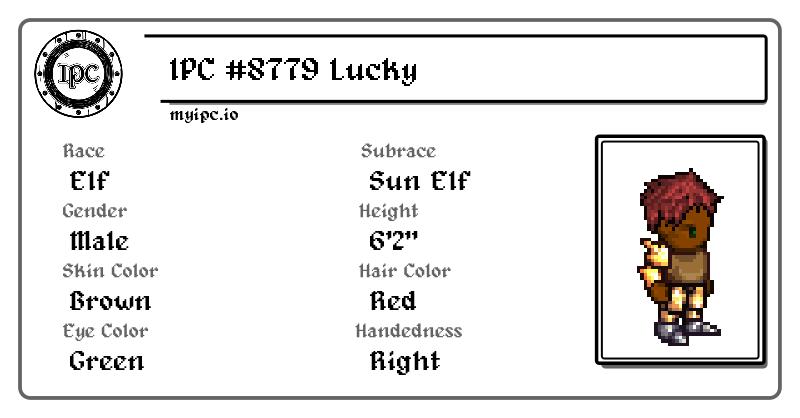 IPC
IPC #8779 Lucky
myipc.io
Race
Elf
Subrace
Sun Elf
Gender
Male
Height
6'2"
Skin Color
Brown
Hair Color
Red
Eye Color
Green
Handedness
Right